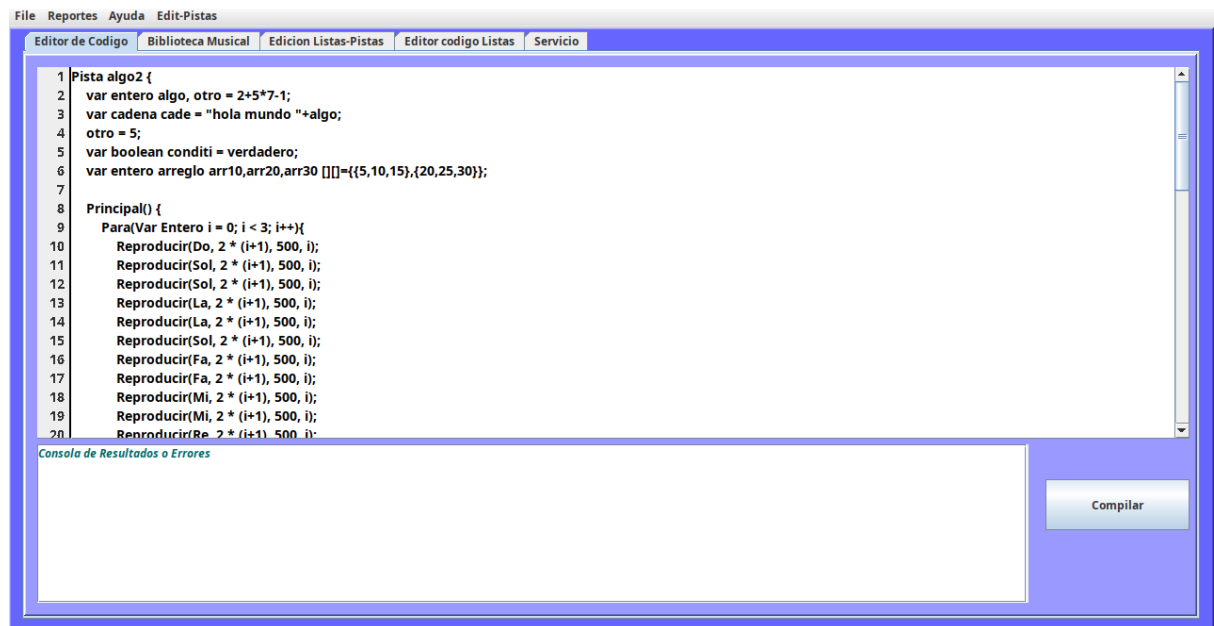 File Reportes Ayuda Edit-Pistas
Editor de Codigo Biblioteca Musical Edicion Listas-Pistas Editor codigo Listas Servicio
1 Pista algo2 {
2 var entero algo, otro = 2+5*7-1;
3 var cadena cade = "hola mundo "+algo;
4 otro = 5;
5 var boolean conditi = verdadero;
6 var entero arreglo arr10,arr20,arr30 [][]={{5,10,15},{20,25,30}};
7
8 Principal() {
9 Para(Var Entero i = 0; i < 3; i++){
10 Reproducir(Do, 2 * (i+1), 500, i);
11 Reproducir(Sol, 2 * (i+1), 500, i);
12 Reproducir(Sol, 2 * (i+1), 500, i);
13 Reproducir(La, 2 * (i+1), 500, i);
14 Reproducir(La, 2 * (i+1), 500, i);
15 Reproducir(Sol, 2 * (i+1), 500, i);
16 Reproducir(Fa, 2 * (i+1), 500, i);
17 Reproducir(Fa, 2 * (i+1), 500, i);
18 Reproducir(Mi, 2 * (i+1), 500, i);
19 Reproducir(Mi, 2 * (i+1), 500, i);
20 Reproducir(Re, 2 * (i+1), 500, i);
Consola de Resultados o Errores
Compilar